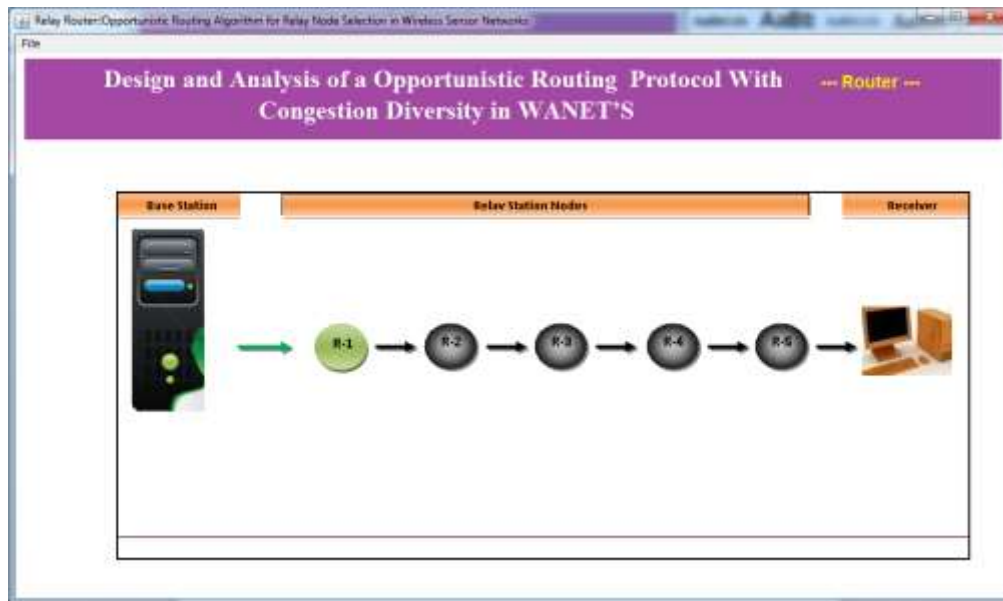 Relay Router::Opportunistic Routing Algorithm for Relay Node Selection in Wireless Sensor Networks
File
Design and Analysis of a Opportunistic Routing Protocol With
Congestion Diversity in WANET'S
--- Router ---
Base Station
Relay Station Nodes
Receiver
R-1
R-2
R-3
R-4
R-5